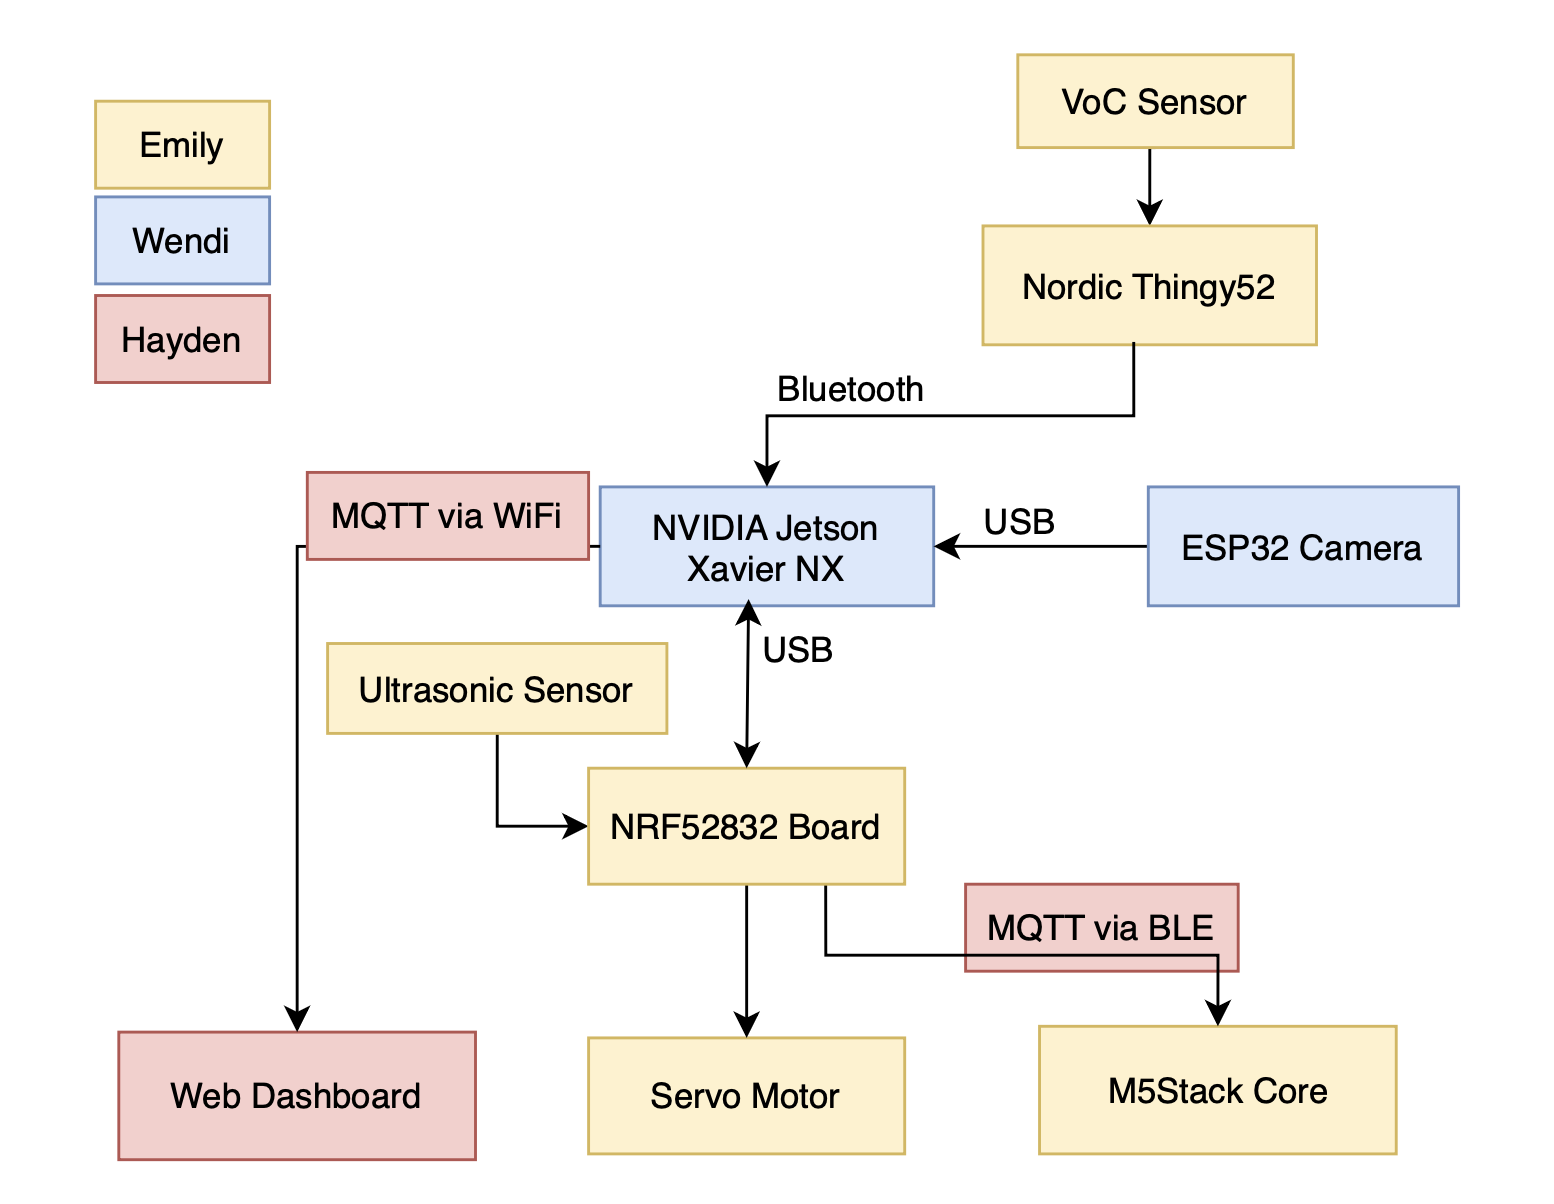 VoC Sensor
Emily
Wendi
Hayden
Nordic Thingy52
Bluetooth
MQTT via WiFi
NVIDIA Jetson
Xavier NX
USB
ESP32 Camera
USB
Ultrasonic Sensor
NRF52832 Board
MQTT via BLE
Web Dashboard
Servo Motor
M5Stack Core